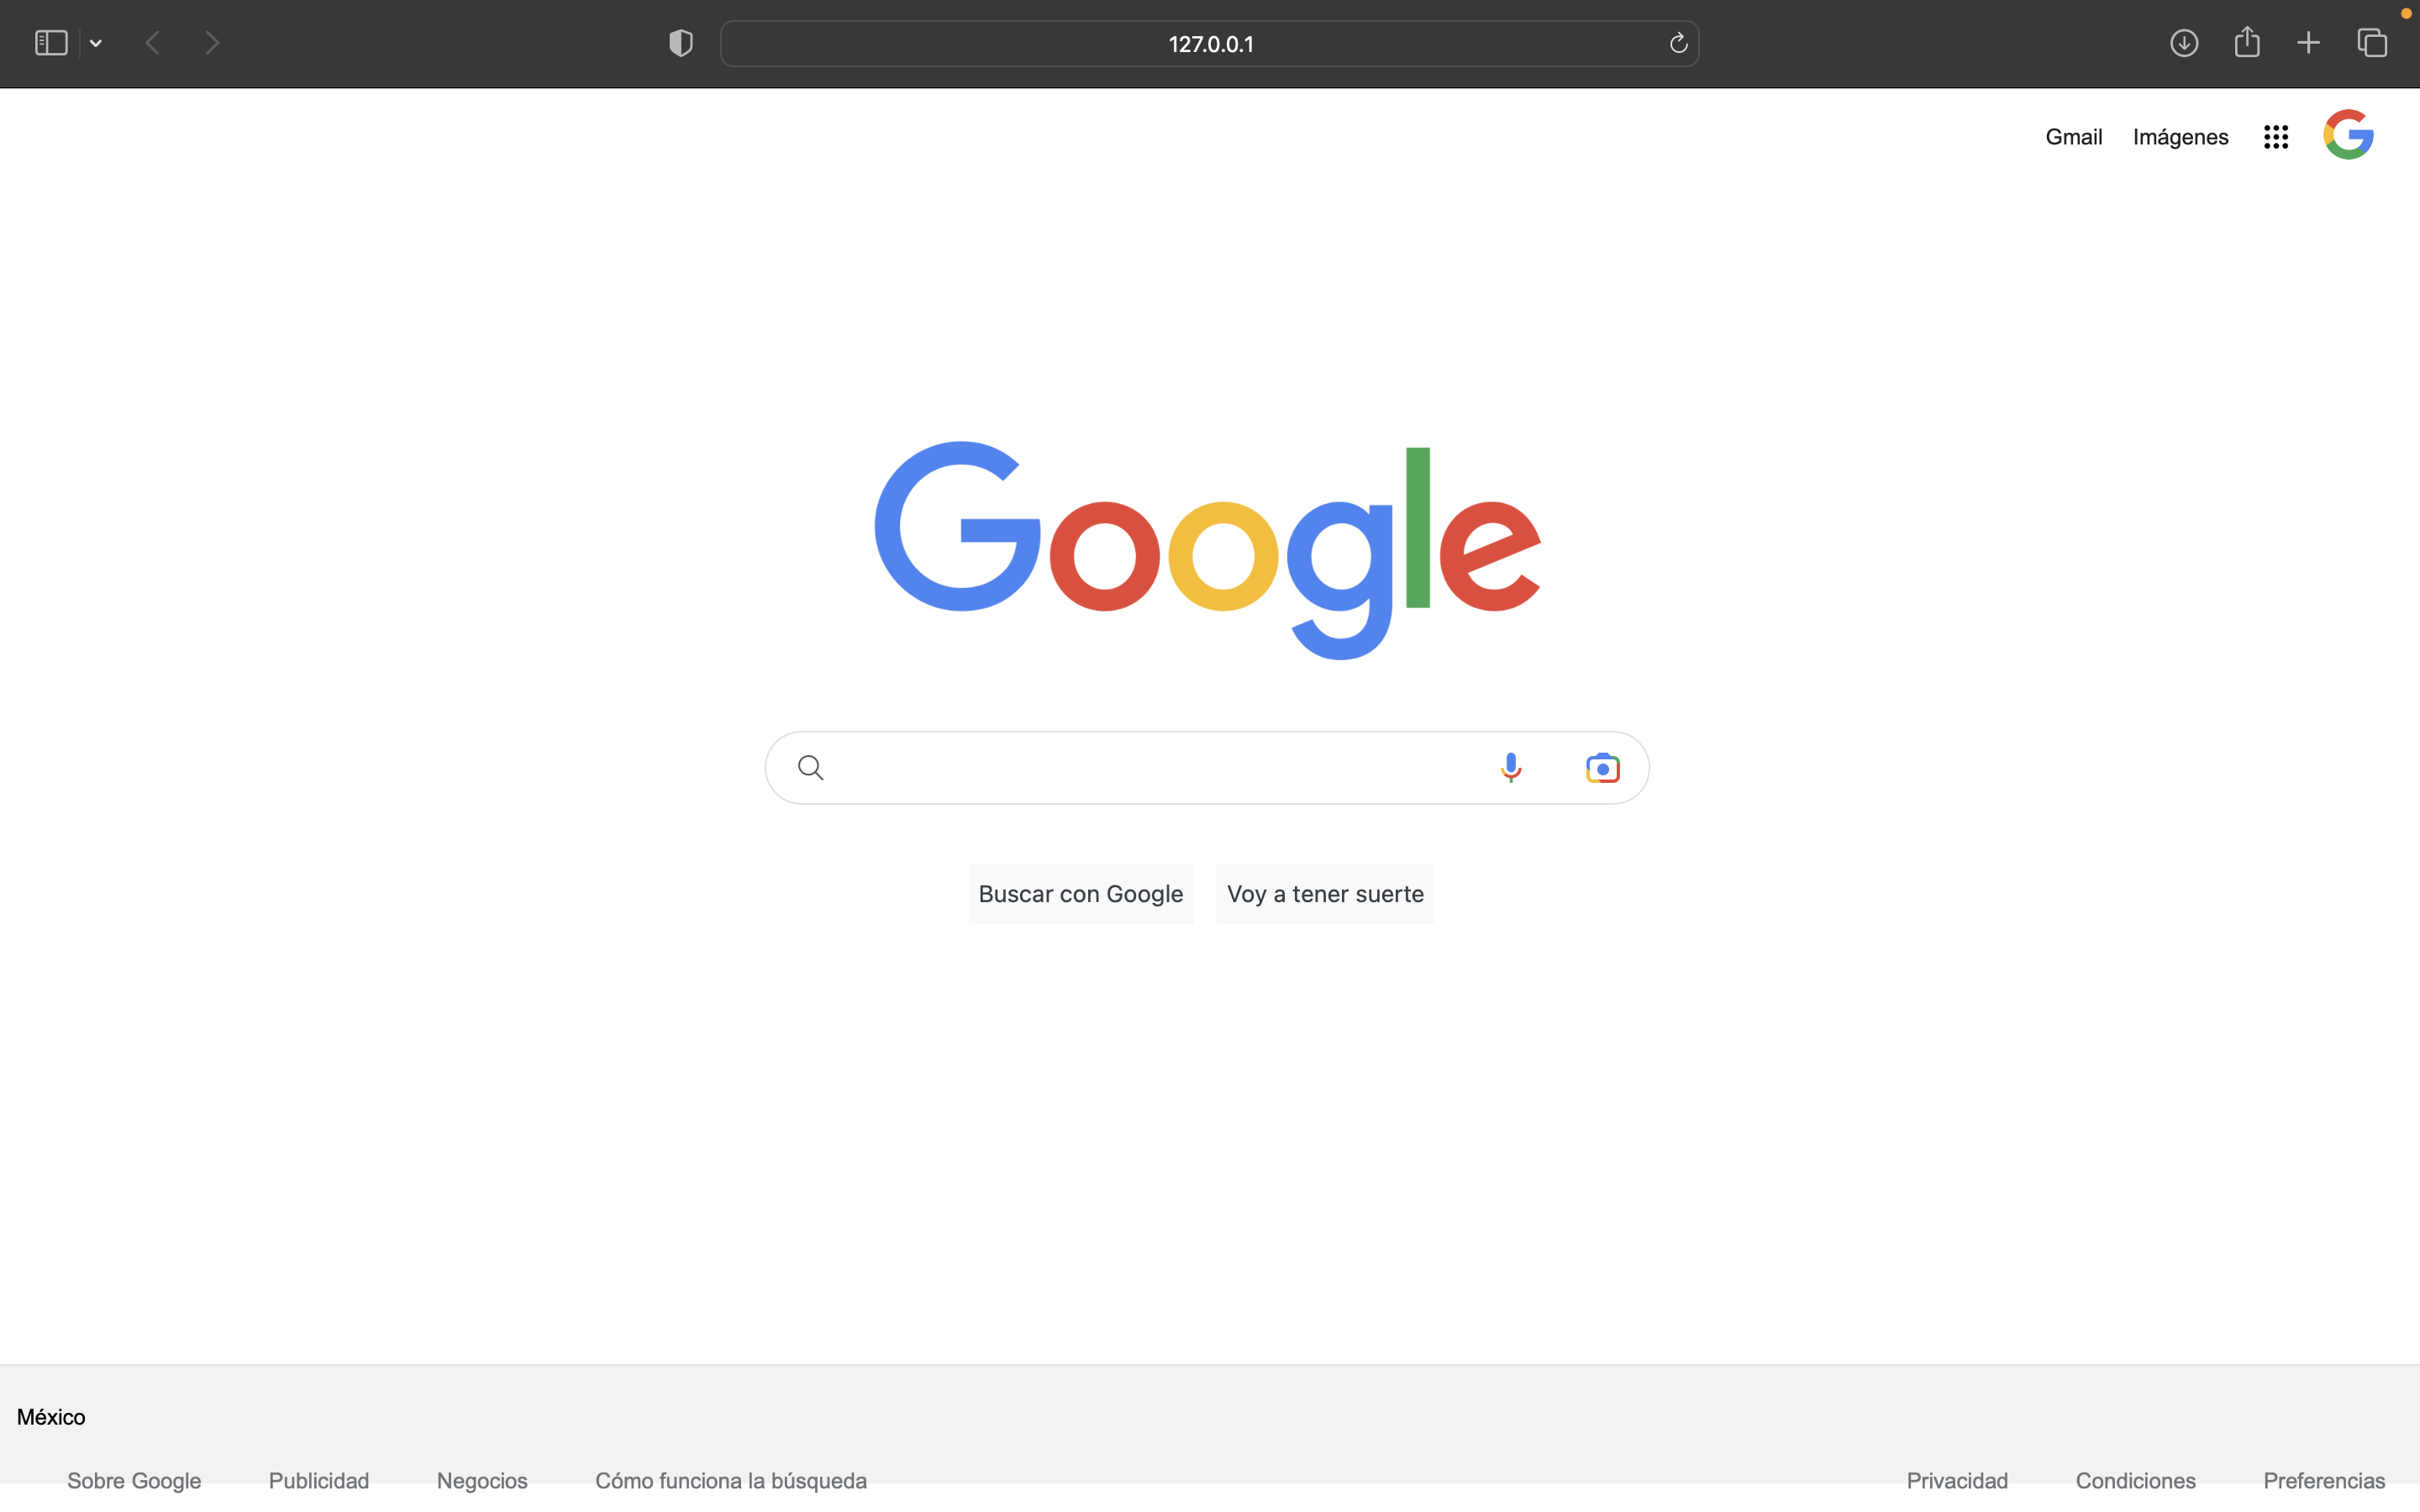 127.0.0.1
Gmail Imágenes
Google
Buscar con Google Voy a tener suerte
México
Sobre Google Publicidad Negocios Cómo funciona la búsqueda Privacidad Condiciones Preferencias